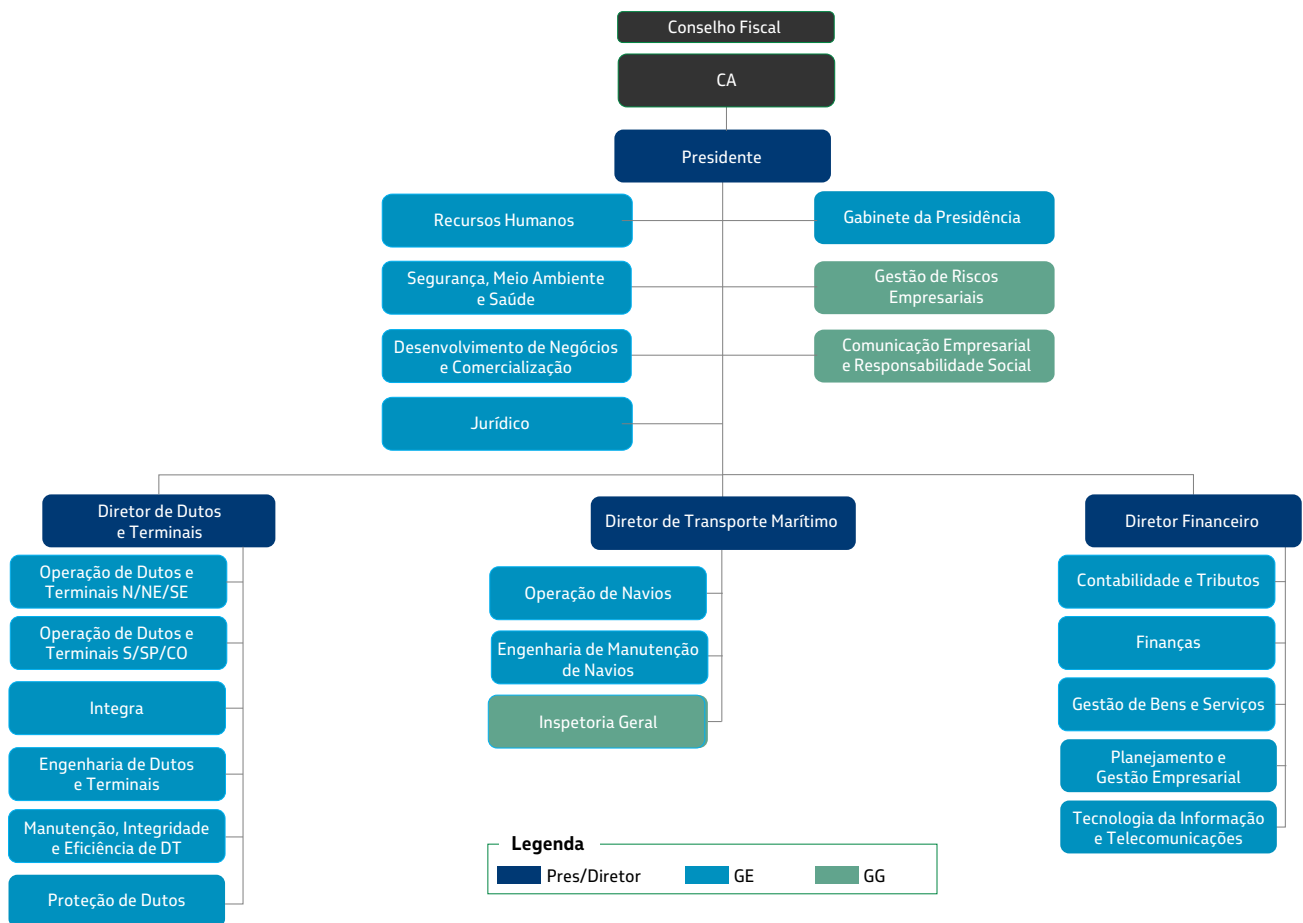 Conselho Fiscal
CA
Presidente
Recursos Humanos
Gabinete da Presidência
Segurança, Meio Ambiente
e Saúde
Gestão de Riscos
Empresariais
Desenvolvimento de Negócios
e Comercialização
Comunicação Empresarial
e Responsabilidade Social
Jurídico
Diretor de Dutos
e Terminais
Operação de Dutos e
Terminais N/NE/SE
Operação de Dutos e
Terminais S/SP/CO
Integra
Engenharia de Dutos
e Terminais
Manutenção, Integridade
e Eficiência de DT
Proteção de Dutos
Diretor de Transporte Marítimo
Operação de Navios
Engenharia de Manutenção
de Navios
Inspetoria Geral
Diretor Financeiro
Contabilidade e Tributos
Finanças
Gestão de Bens e Serviços
Planejamento e
Gestão Empresarial
Tecnologia da Informação
e Telecomunicações
Legenda
Pres/Diretor
GE
GG